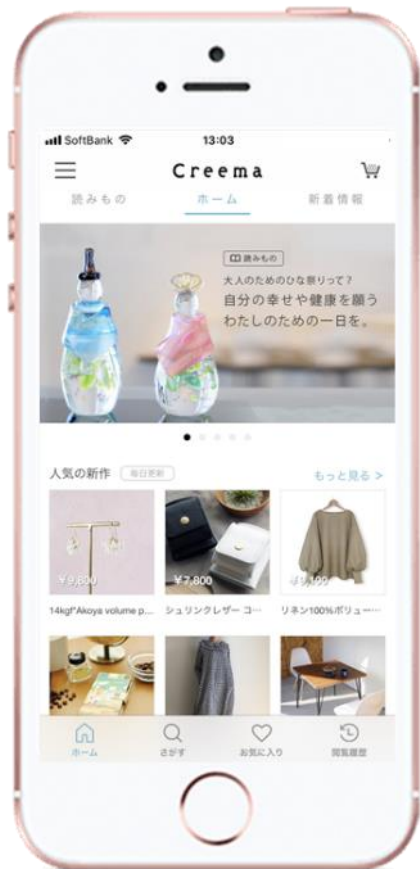 SoftBank
13:03
Creema
読みもの
ホーム
新着情報
読みもの
大人のためのひな祭りって？
自分の幸せや健康を願う
わたしのための一日を。
人気の新作
毎日更新
もっと見る >
¥9,800
¥7,800
¥9,100
14kgf"Akoya volume p...
シュリンクレザー コ…
リネン100%ボリュー…
ホーム
さがす
お気に入り
閲覧履歴